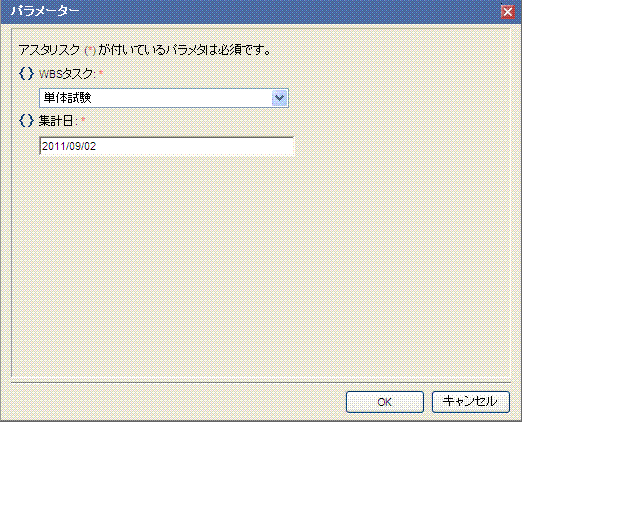 パラメーター
アスタリスク (*) が付いているパラメタは必須です。
{} WBSタスク: *
単体試験
{} 集計日: *
2011/09/02
OK キャンセル